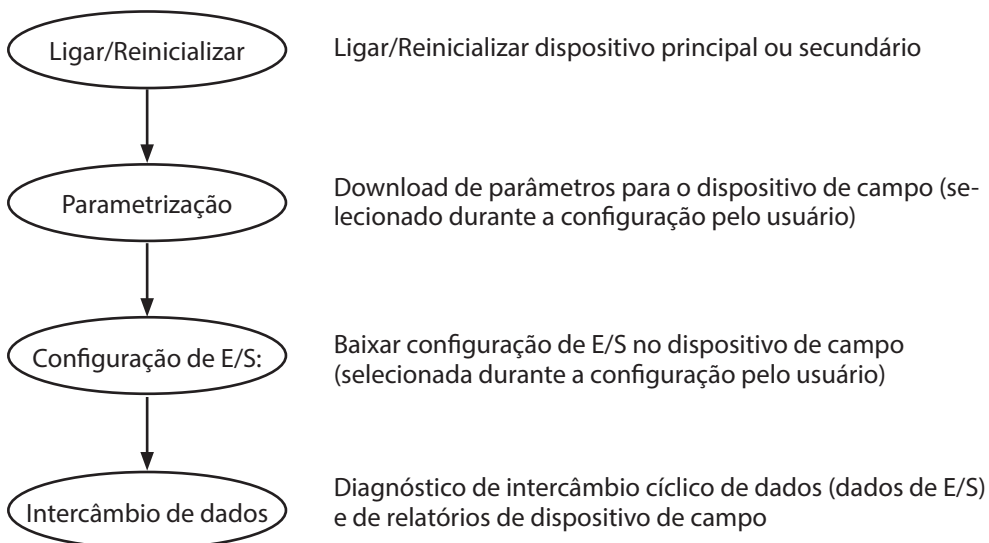 Ligar/Reinicializar
Ligar/Reinicializar dispositivo principal ou secundário
Parametrização
Download de parâmetros para o dispositivo de campo (se-
lecionado durante a configuração pelo usuário)
Configuração de E/S:
Baixar configuração de E/S no dispositivo de campo
(selecionada durante a configuração pelo usuário)
Intercâmbio de dados
Diagnóstico de intercâmbio cíclico de dados (dados de E/S)
e de relatórios de dispositivo de campo